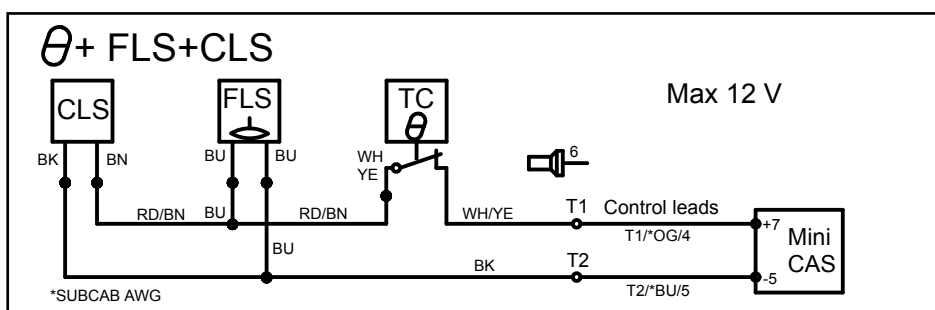 θ+ FLS+CLS
Max 12 V
CLS
FLS
TC
θ
BK
BN
BU
BU
WH
YE
6
RD/BN
BU
RD/BN
WH/YE
T1
Control leads
T1/*OG/4
+7
Mini
CAS
BU
BK
T2
-5
T2/*BU/5
*SUBCAB AWG